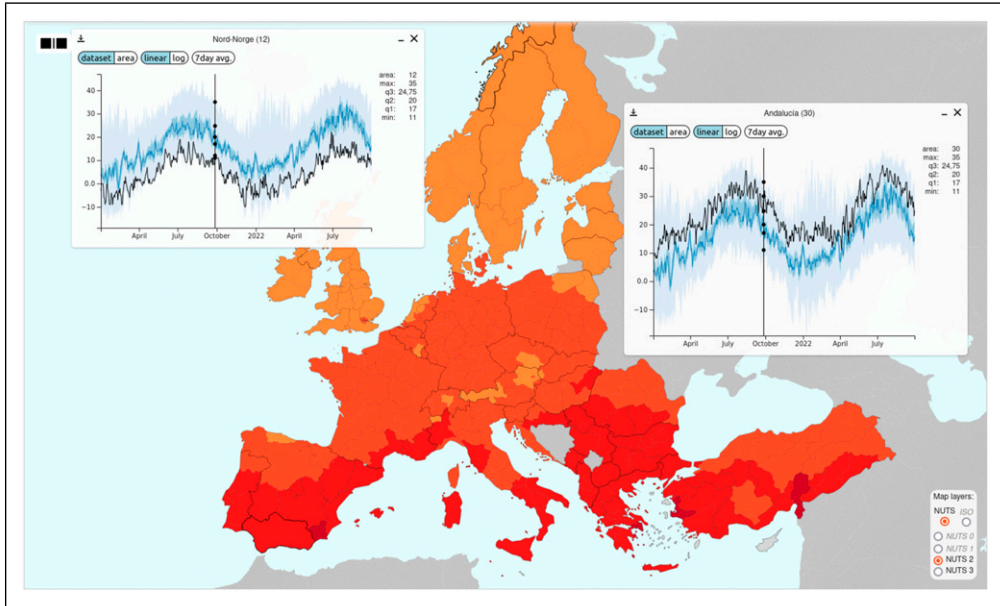 Nord-Norge (12)
dataset area linear log 7day avg.
area: 12
max: 35
q3: 24,75
q2: 20
q1: 17
min: 11
40
30
20
10
0.0
−10
April July October 2022 April July
Andalucía (30)
dataset area linear log 7day avg.
area: 30
max: 35
q3: 24,75
q2: 20
q1: 17
min: 11
40
30
20
10
0.0
−10
April July October 2022 April July
Map layers:
NUTS ISO
NUTS 0
NUTS 1
NUTS 2
NUTS 3